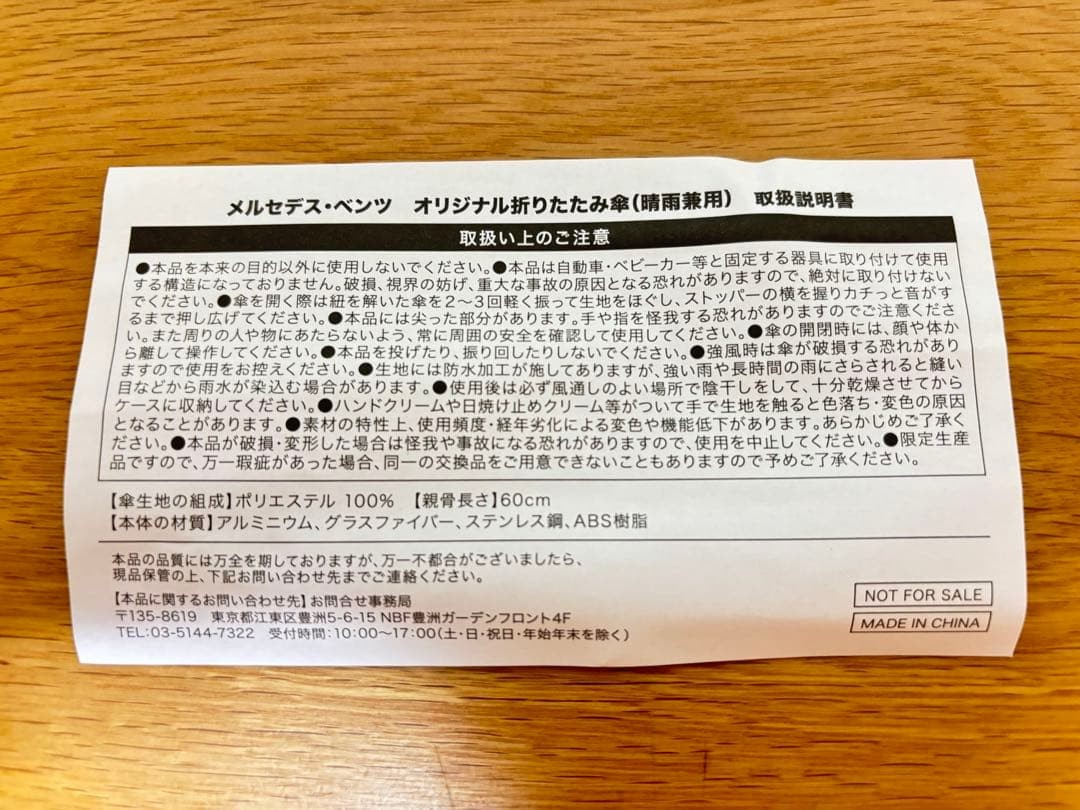 メルセデス・ベンツ オリジナル折りたたみ傘(晴雨兼用) 取扱説明書
取扱い上のご注意
●本品を本来の目的以外に使用しないでください。●本品は自動車・ベビーカー等と固定する器具に取り付けて使用
する構造になっておりません。破損、視界の妨げ、重大な事故の原因となる恐れがありますので、絶対に取り付けない
でください。●傘を開く際は紐を解いた傘を2〜3回軽く振って生地をほぐし、ストッパーの横を握りカチっと音がす
るまで押し広げてください。●本品には尖った部分があります。手や指を怪我する恐れがありますのでご注意くださ
い。また周りの人や物にあたらないよう、常に周囲の安全を確認して使用してください。●傘の開閉時には、顔や体か
ら離して操作してください。●本品を投げたり、振り回したりしないでください。●強風時は傘が破損する恐れがあり
ますので使用をお控えください。●生地には防水加工が施してありますが、強い雨や長時間の雨にさらされると縫い
目などから雨水が染込む場合があります。●使用後は必ず風通しのよい場所で陰干しをして、十分乾燥させてから
ケースに収納してください。●ハンドクリームや日焼け止めクリーム等がついて手で生地を触ると色落ち・変色の原因
となることがあります。●素材の特性上、使用頻度・経年劣化による変色や機能低下があります。あらかじめご了承く
ださい。●本品が破損・変形した場合は怪我や事故になる恐れがありますので、使用を中止してください。●限定生産
品ですので、万一瑕疵があった場合、同一の交換品をご用意できないこともありますので予めご了承ください。
【傘生地の組成】ポリエステル 100% 【親骨長さ】60cm
【本体の材質】アルミニウム、グラスファイバー、ステンレス鋼、ABS樹脂
本品の品質には万全を期しておりますが、万一不都合がございましたら、
現品保管の上、下記お問い合わせ先までご連絡ください。
【本品に関するお問い合わせ先】お問合せ事務局
〒135-8619 東京都江東区豊洲5-6-15 NBF豊洲ガーデンフロント4F
TEL:03-5144-7322 受付時間:10:00〜17:00(土・日・祝日・年始年末を除く)
NOT FOR SALE
MADE IN CHINA